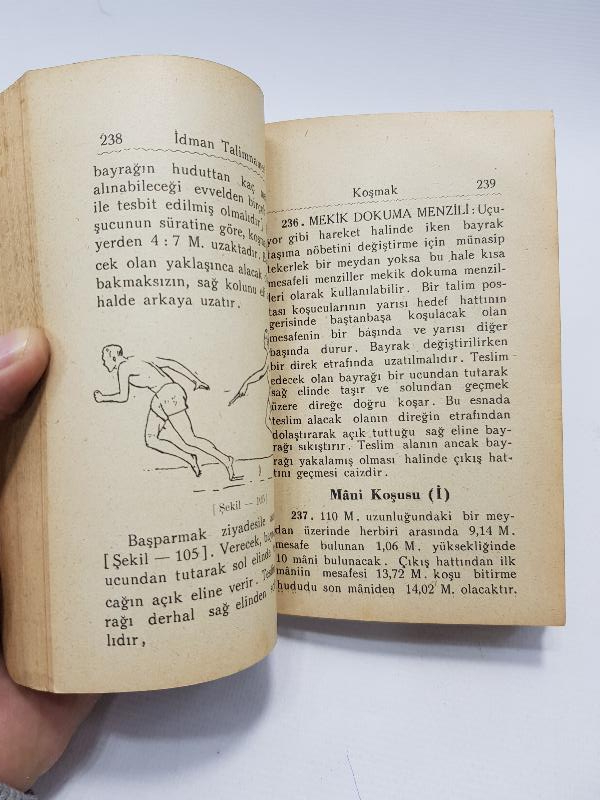 238 İdman Talimna
bayrağın huduttan kaç
alınabileceği evvelden
ile tesbit edilmiş olmalıdır
şucunun süratine göre,
yerden 4 : 7 M. uzaktadır.
cek olan yaklaşınca alacak
bakmaksızın, sağ kolunu
halde arkaya uzatır.
[Şekil — 105]
Başparmak ziyadesile
[Şekil — 105]. Verecek,
ucundan tutarak sol elinde
cağın açık eline verir.
rağı derhal sağ elinden
lıdır,
Koşmak 239
236. MEKİK DOKUMA MENZİLİ: Uçu-
yor gibi hareket halinde iken bayrak
taşıma nöbetini değiştirme için münasip
tekerlek bir meydan yoksa bu hale kısa
mesafeli menziller mekik dokuma menzil-
leri olarak kullanılabilir. Bir talim pos-
tası koşucularının yarısı hedef hattının
gerisinde baştanbaşa koşulacak olan
mesafenin bir başında ve yarısı diğer
başında durur. Bayrak değiştirilirken
bir direk etrafında uzatılmalıdır. Teslim
edecek olan bayrağı bir ucundan tutarak
sağ elinde taşır ve solundan geçmek
üzere direğe doğru koşar. Bu esnada
teslim alacak olanın direğin etrafından
dolaştırarak açık tuttuğu sağ eline bay-
rağı sıkıştırır. Teslim alanın ancak bay-
rağı yakalamış olması halinde çıkış hat-
tını geçmesi caizdir.
Mâni Koşusu (İ)
237. 110 M. uzunluğundaki bir mey-
dan üzerinde herbiri arasında 9,14 M.
mesafe bulunan 1,06 M. yüksekliğinde
10 mâni bulunacak. Çıkış hattından ilk
mâniin mesafesi 13,72 M. koşu bitirme
hududu son mâniden 14,02 M. olacaktır.